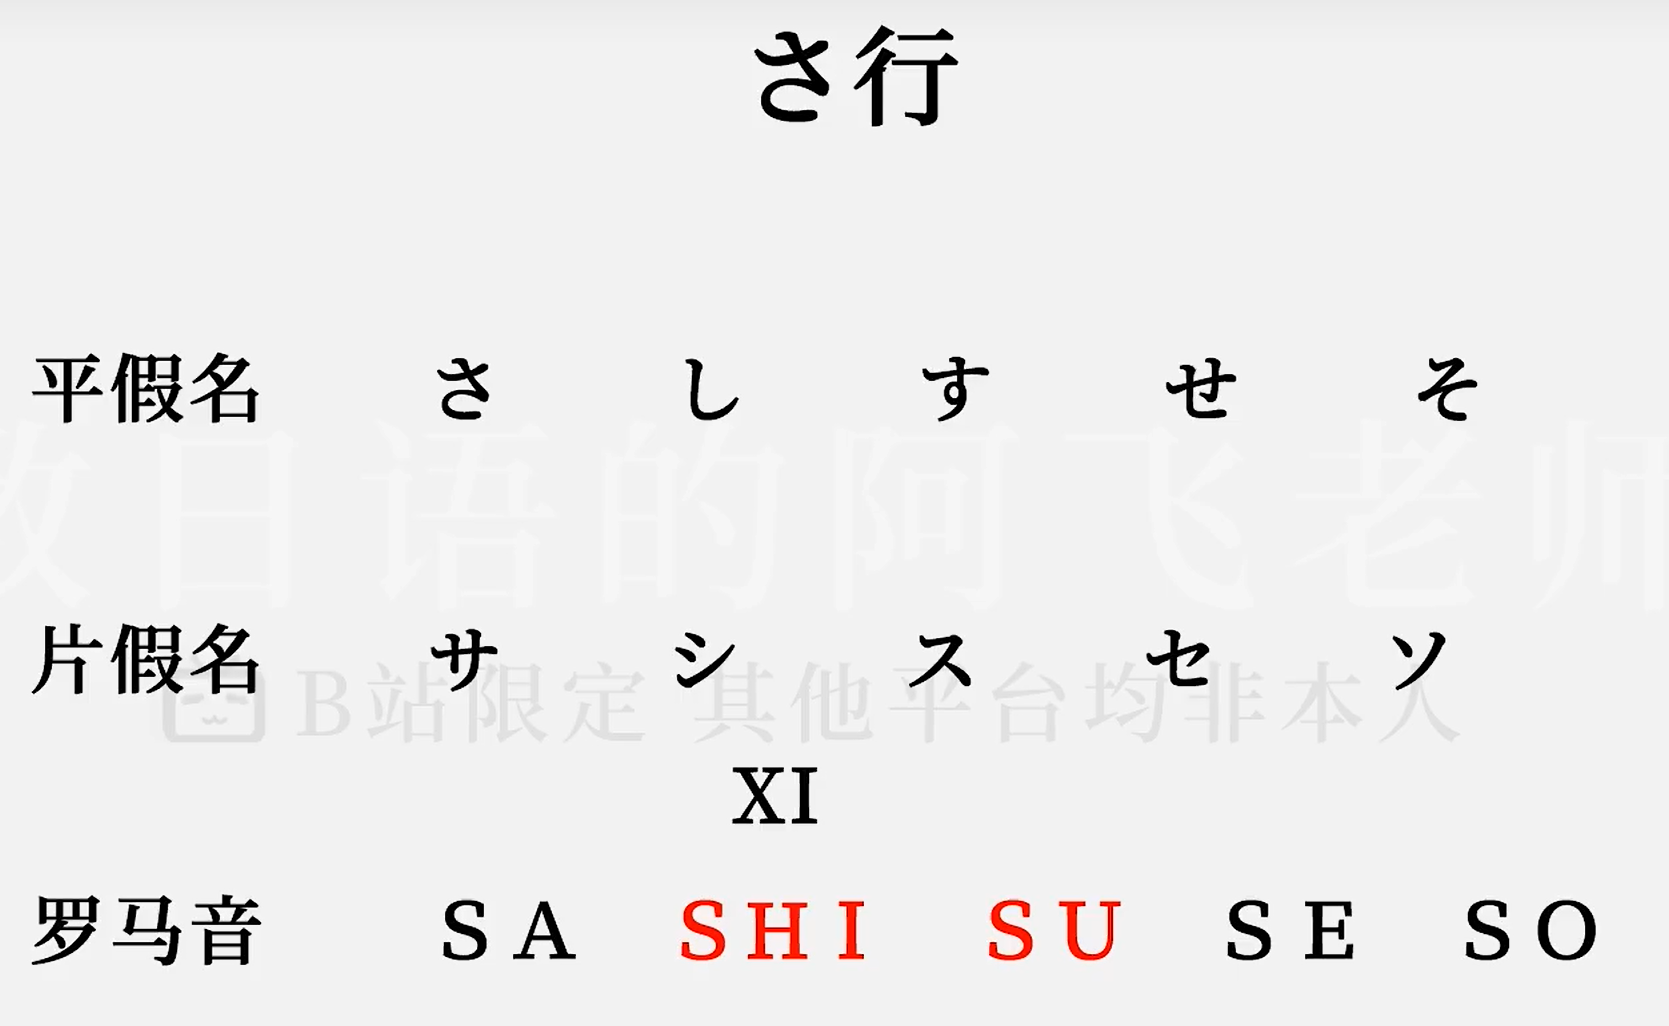 さ行
平假名 さ し す せ そ
教日语的阿飞老师
片假名 サ シ ス セ ソ
B站限定 其他平台均非本人
XI
罗马音 SA SHI SU SE SO